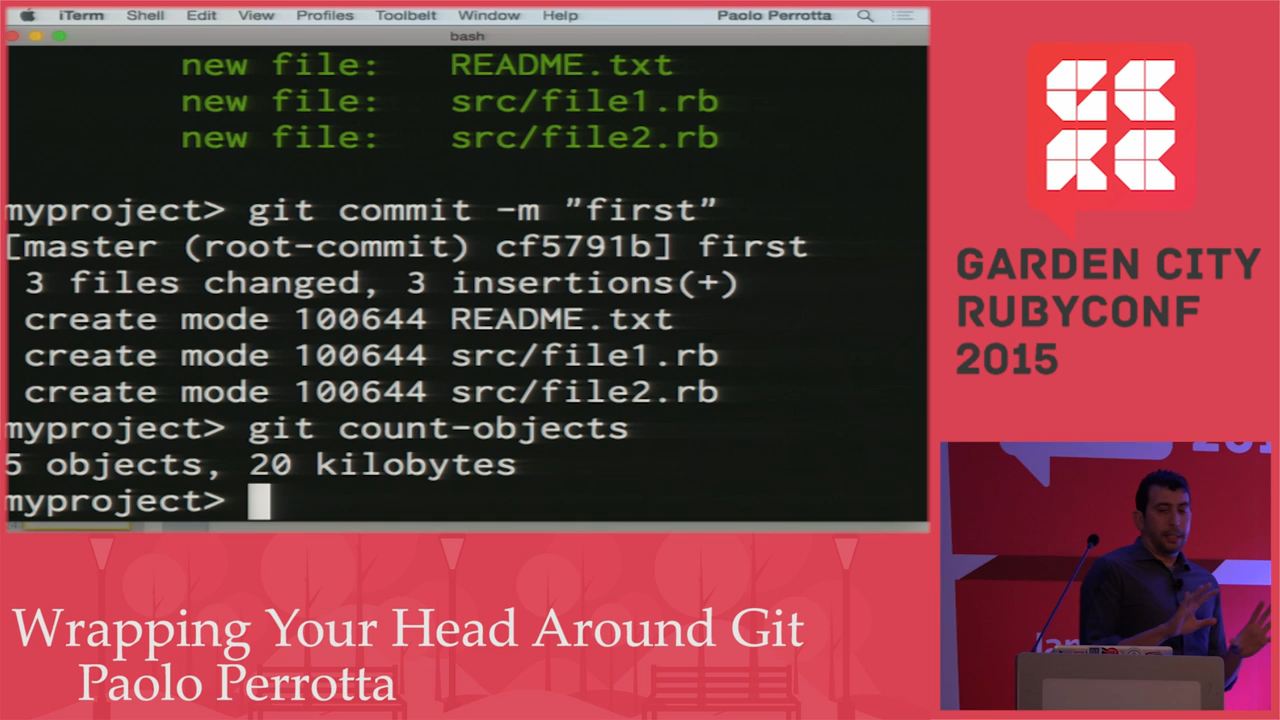 iTerm Shell Edit View Profiles Toolbelt Window Help Paolo Perrotta
bash
new file: README.txt
new file: src/file1.rb
new file: src/file2.rb
myproject> git commit -m "first"
[master (root-commit) cf5791b] first
3 files changed, 3 insertions(+)
create mode 100644 README.txt
create mode 100644 src/file1.rb
create mode 100644 src/file2.rb
myproject> git count-objects
5 objects, 20 kilobytes
myproject>
GCRC
GARDEN CITY
RUBYCONF
2015
Wrapping Your Head Around Git
Paolo Perrotta